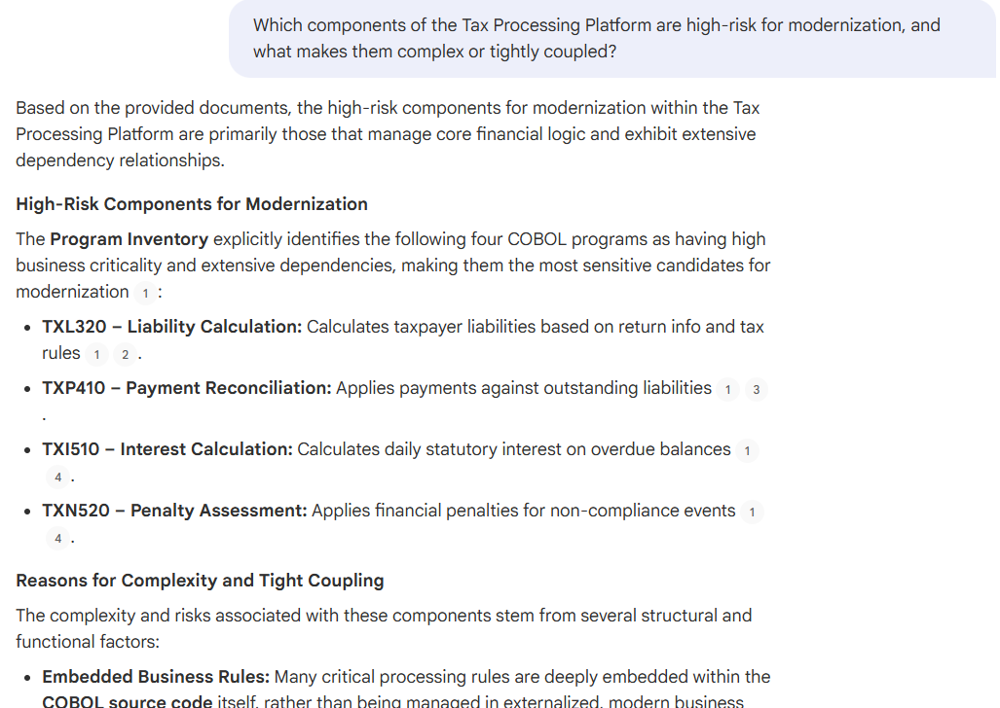 Which components of the Tax Processing Platform are high-risk for modernization, and
what makes them complex or tightly coupled?
Based on the provided documents, the high-risk components for modernization within the Tax
Processing Platform are primarily those that manage core financial logic and exhibit extensive
dependency relationships.
High-Risk Components for Modernization
The Program Inventory explicitly identifies the following four COBOL programs as having high
business criticality and extensive dependencies, making them the most sensitive candidates for
modernization 1 :
• TXL320 – Liability Calculation: Calculates taxpayer liabilities based on return info and tax
rules 1 2 .
• TXP410 – Payment Reconciliation: Applies payments against outstanding liabilities 1 3
.
• TXI510 – Interest Calculation: Calculates daily statutory interest on overdue balances 1
4 .
• TXN520 – Penalty Assessment: Applies financial penalties for non-compliance events 1
4 .
Reasons for Complexity and Tight Coupling
The complexity and risks associated with these components stem from several structural and
functional factors:
• Embedded Business Rules: Many critical processing rules are deeply embedded within the
COBOL source code itself, rather than being managed in externalized, modern business